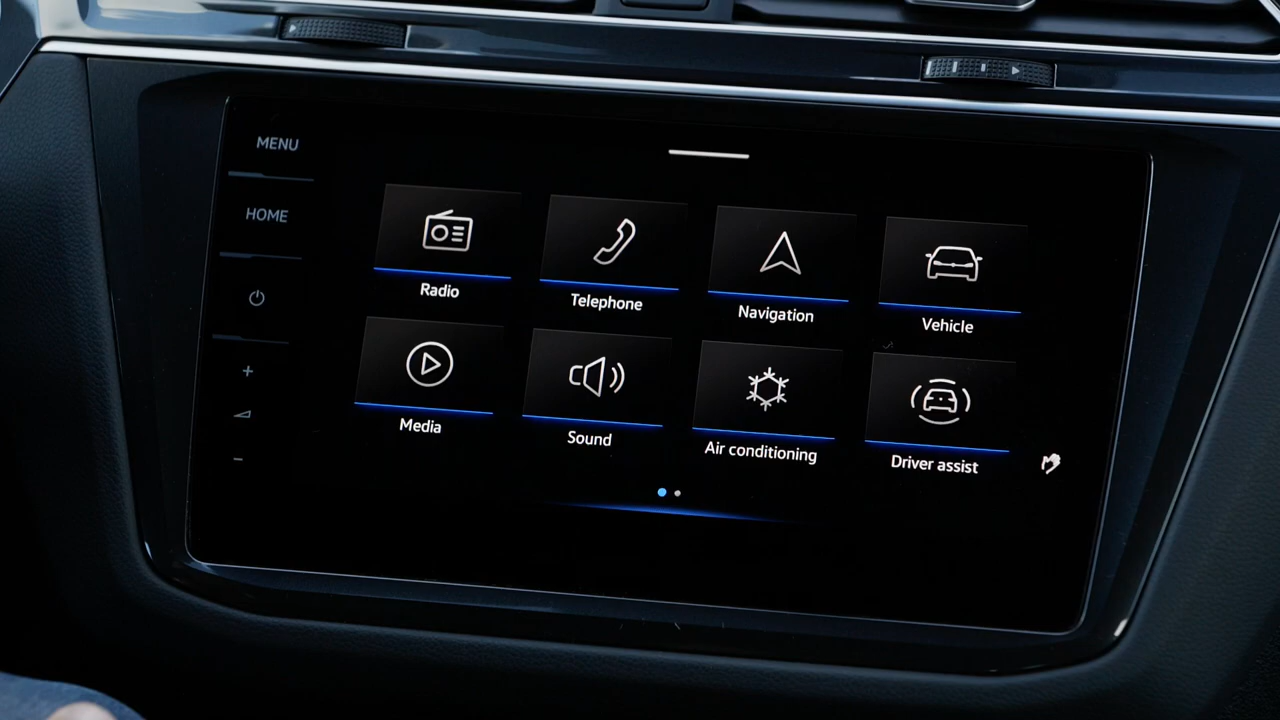 MENU
HOME
+
−
Radio
Telephone
Navigation
Vehicle
Media
Sound
Air conditioning
Driver assist